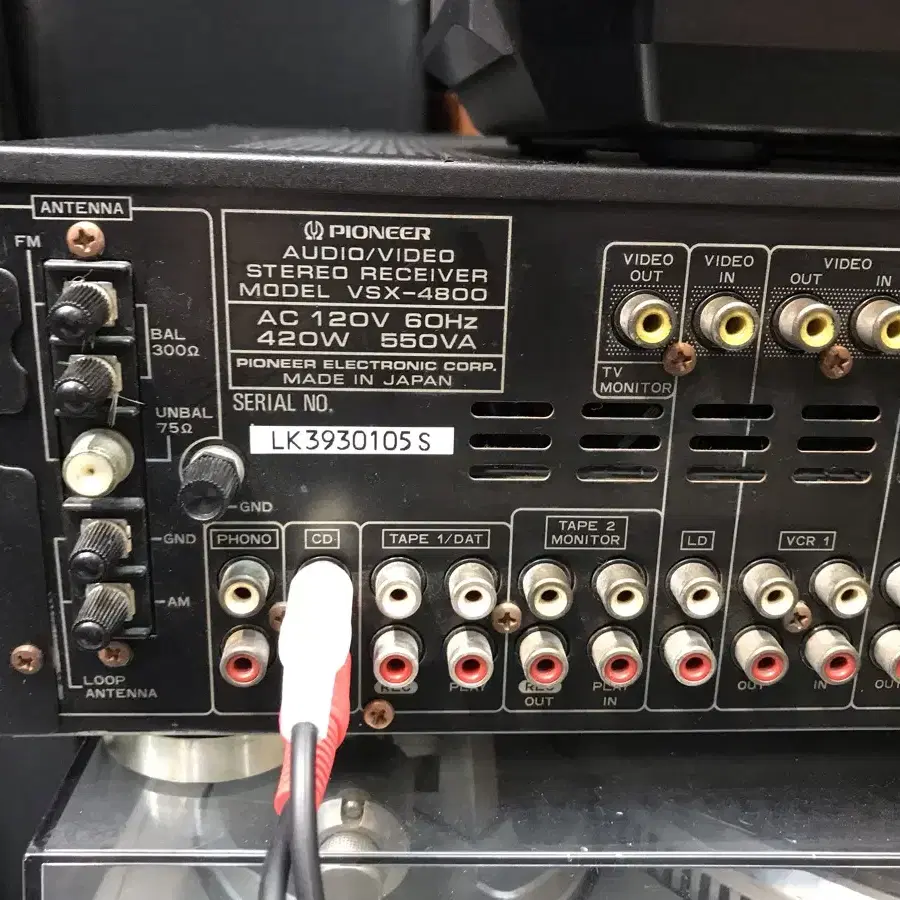 ANTENNA
FM
BAL
300Ω
UNBAL
75Ω
GND
GND
AM
LOOP
ANTENNA
PIONEER
AUDIO/VIDEO
STEREO RECEIVER
MODEL VSX-4800
AC 120V 60Hz
420W 550VA
PIONEER ELECTRONIC CORP.
MADE IN JAPAN
SERIAL NO.
LK3930105S
VIDEO
OUT
VIDEO
IN
VIDEO
OUT
IN
TV
MONITOR
PHONO
CD
TAPE 1/DAT
TAPE 2
MONITOR
LD
VCR 1
REC
PLAY
REC
OUT
PLAY
IN
OUT
IN
OUT